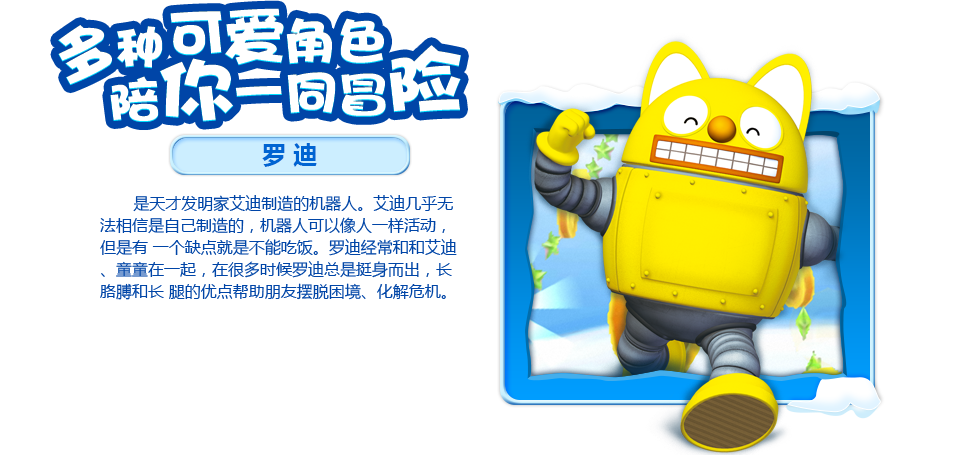 多种可爱角色
陪你一同冒险
罗迪
是天才发明家艾迪制造的机器人。艾迪几乎无
法相信是自己制造的，机器人可以像人一样活动，
但是有 一个缺点就是不能吃饭。罗迪经常和和艾迪
、童童在一起，在很多时候罗迪总是挺身而出，长
胳膊和长 腿的优点帮助朋友摆脱困境、化解危机。